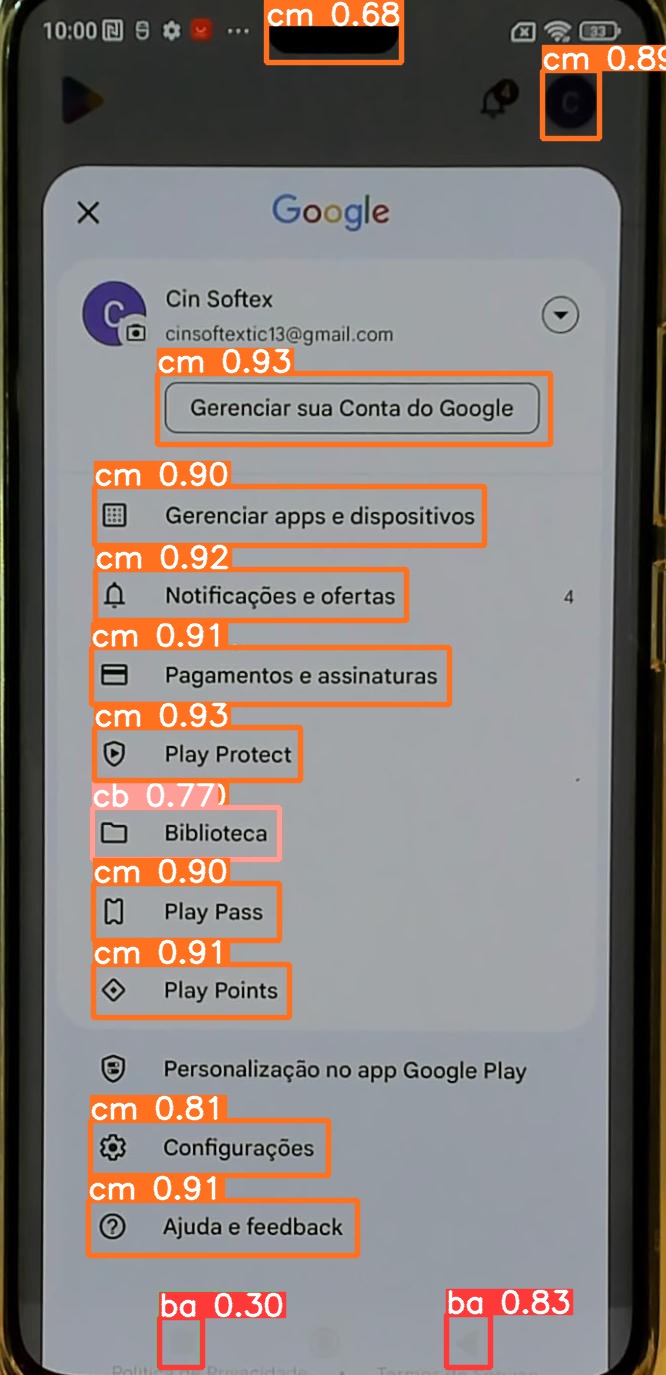 10:00
33
cm 0.68
cm 0.89
4
C
Google
C
Cin Softex
cinsoftextic13@gmail.com
cm 0.93
Gerenciar sua Conta do Google
cm 0.90
Gerenciar apps e dispositivos
cm 0.92
Notificações e ofertas 4
cm 0.91
Pagamentos e assinaturas
cm 0.93
Play Protect
cb 0.77
Biblioteca
cm 0.90
Play Pass
cm 0.91
Play Points
Personalização no app Google Play
cm 0.81
Configurações
cm 0.91
Ajuda e feedback
ba 0.30 ba 0.83
Política de Privacidade